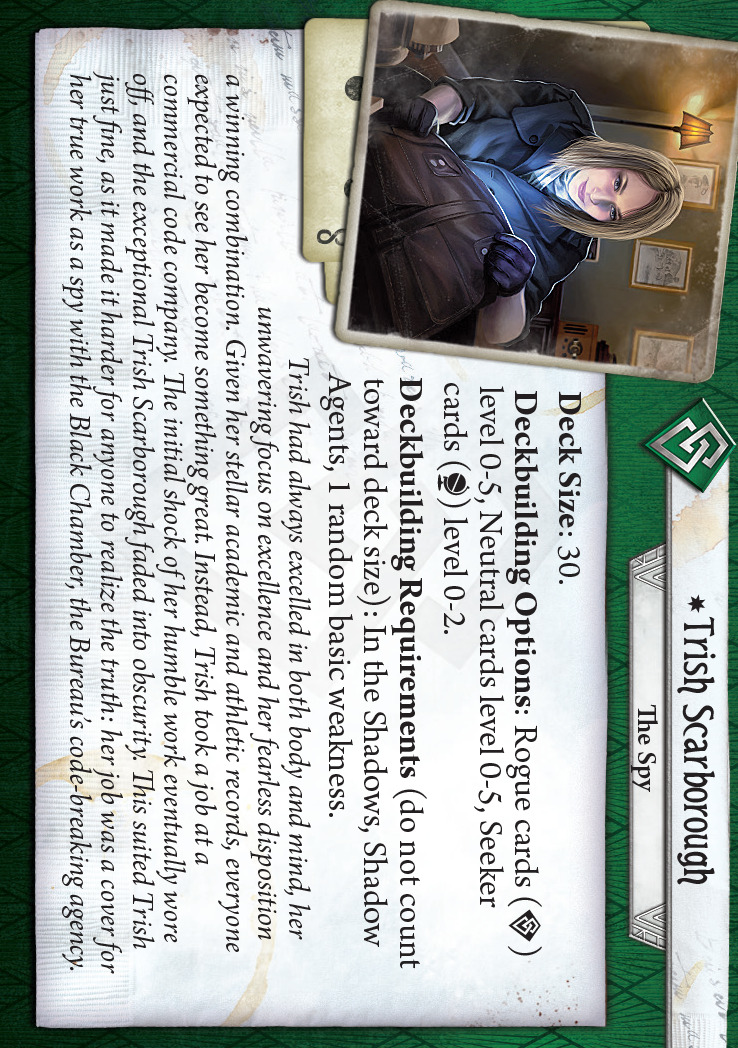 Trish Scarborough
The Spy
Deck Size: 30.
Deckbuilding Options: Rogue cards ( )
level 0-5, Neutral cards level 0-5, Seeker
cards ( ) level 0-2.
Deckbuilding Requirements (do not count
toward deck size): In the Shadows, Shadow
Agents, 1 random basic weakness.
Trish had always excelled in both body and mind, her
unwavering focus on excellence and her fearless disposition
a winning combination. Given her stellar academic and athletic records, everyone
expected to see her become something great. Instead, Trish took a job at a
commercial code company. The initial shock of her humble work eventually wore
off, and the exceptional Trish Scarborough faded into obscurity. This suited Trish
just fine, as it made it harder for anyone to realize the truth: her job was a cover for
her true work as a spy with the Black Chamber, the Bureau's code-breaking agency.
8